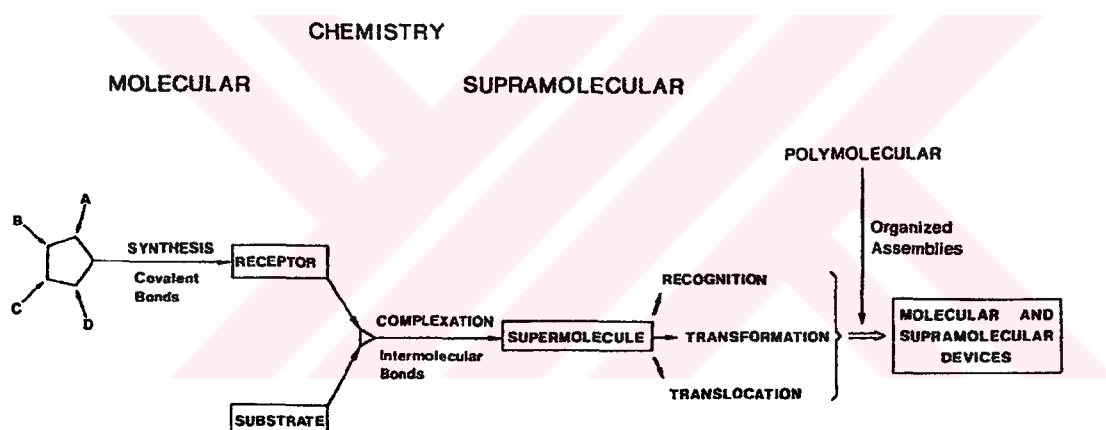 CHEMISTRY
MOLECULAR
SUPRAMOLECULAR
POLYMOLECULAR
A
B
C
D
SYNTHESIS
Covalent
Bonds
RECEPTOR
SUBSTRATE
COMPLEXATION
Intermolecular
Bonds
SUPERMOLECULE
RECOGNITION
TRANSFORMATION
TRANSLOCATION
Organized
Assemblies
MOLECULAR AND
SUPRAMOLECULAR
DEVICES